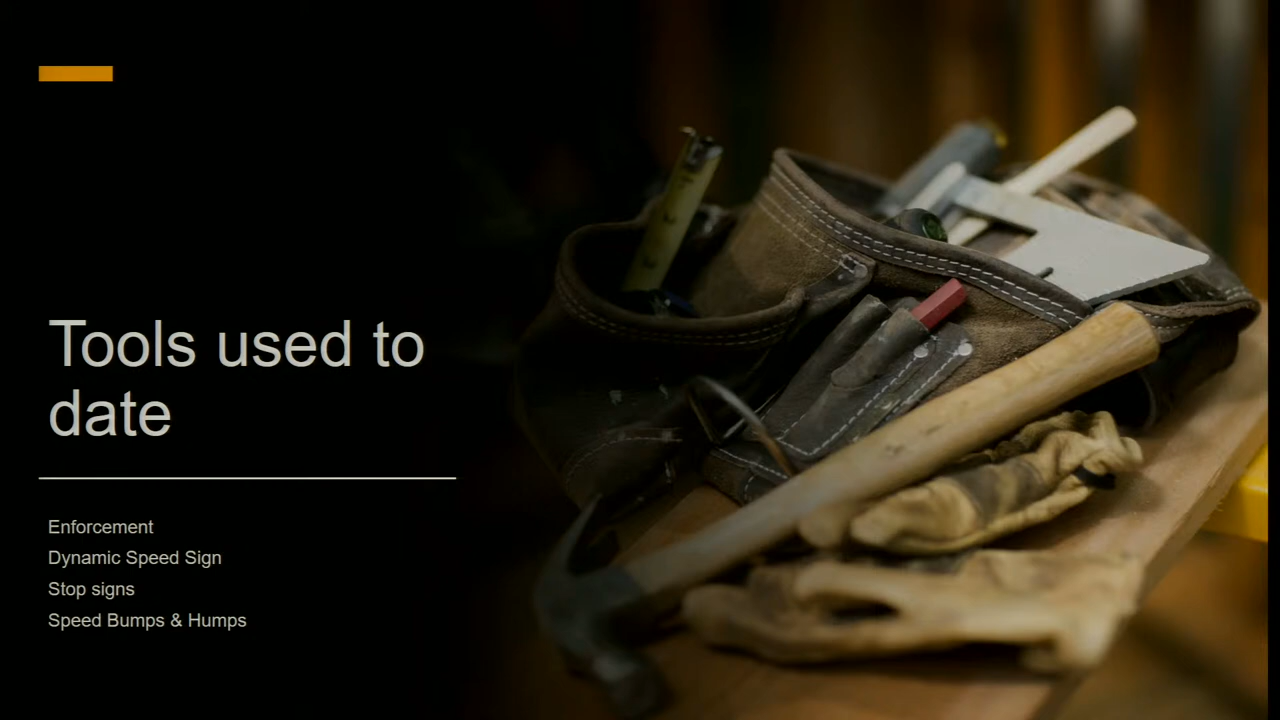 Tools used to
date
Enforcement
Dynamic Speed Sign
Stop signs
Speed Bumps & Humps